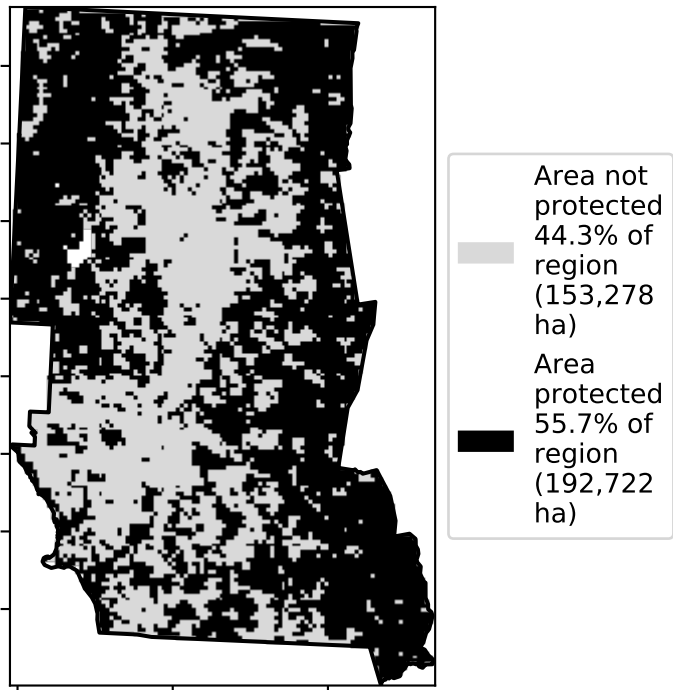 Area not
protected
44.3% of
region
(153,278
ha)
Area
protected
55.7% of
region
(192,722
ha)